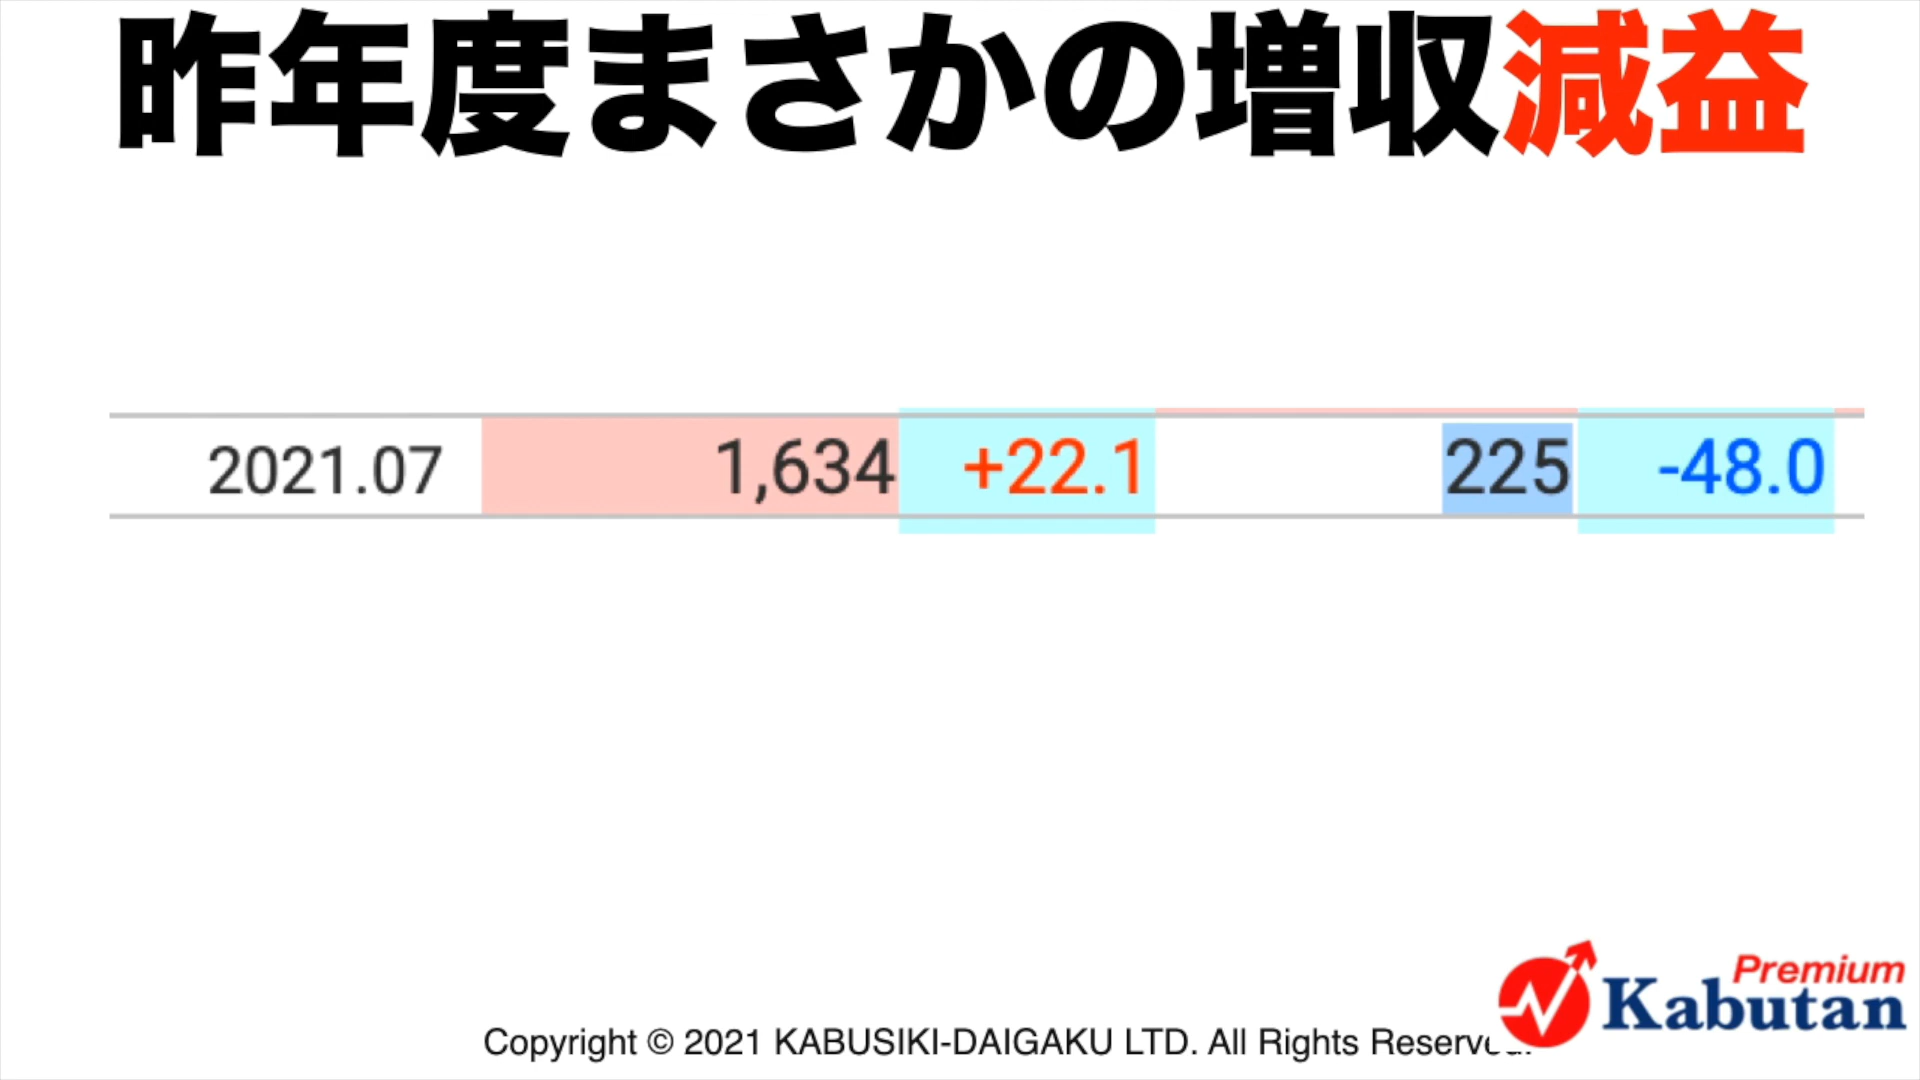 昨年度まさかの増収減益
2021.07 1,634 +22.1 225 -48.0
Premium
Kabutan
Copyright © 2021 KABUSIKI-DAIGAKU LTD. All Rights